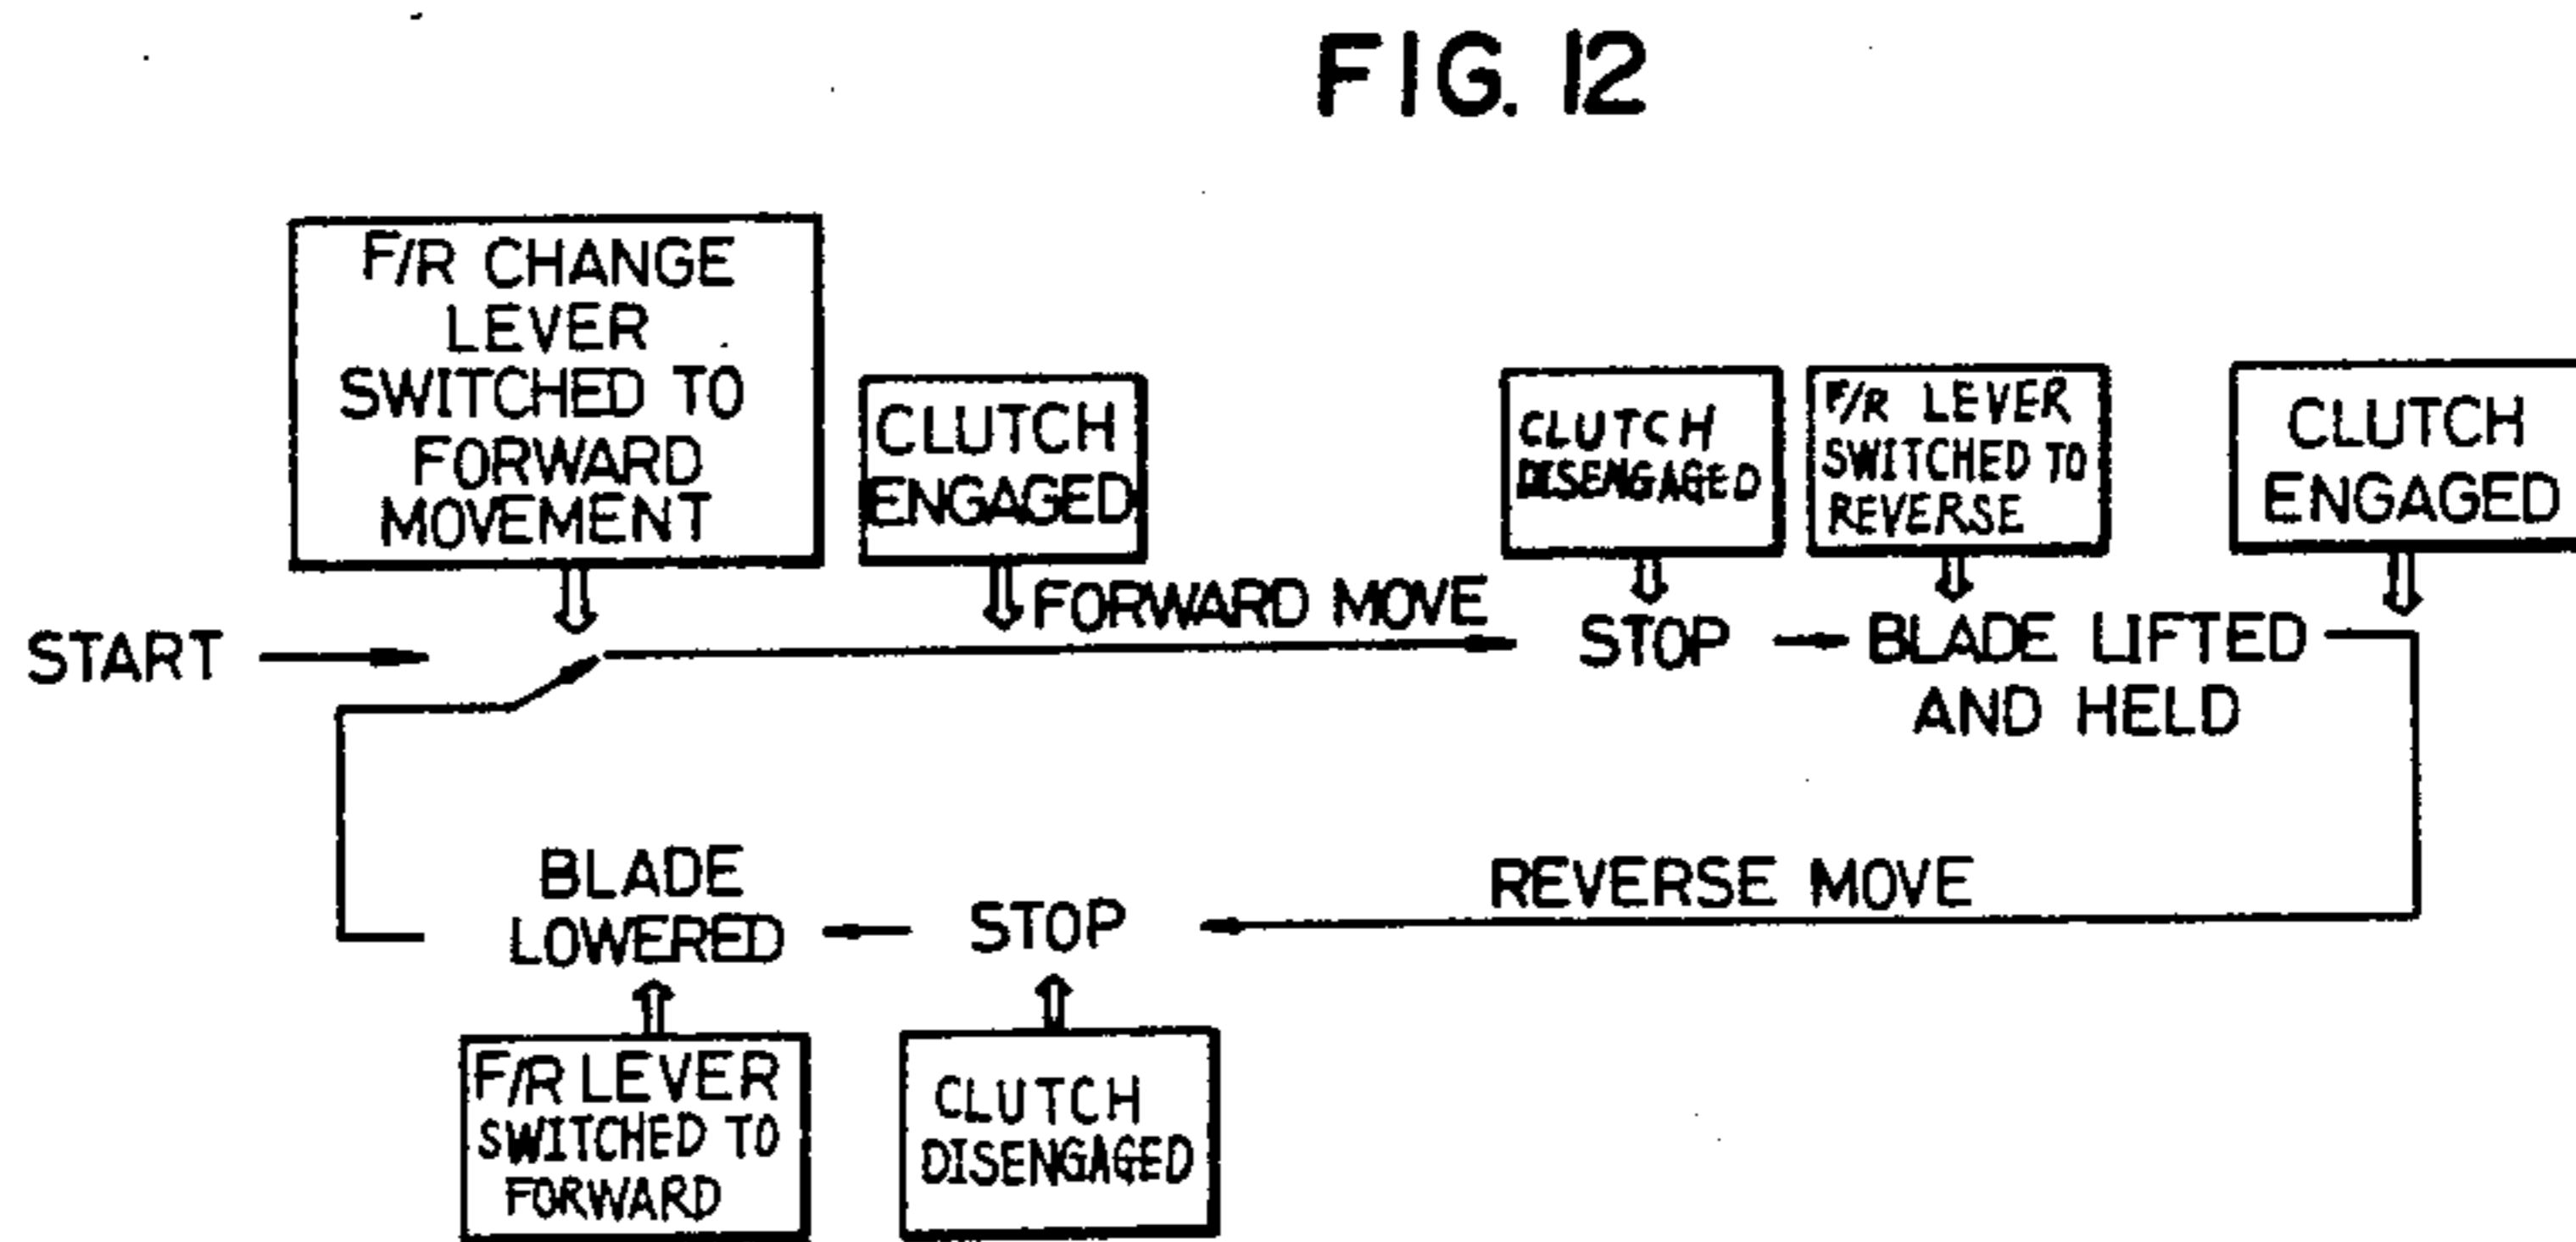 FIG. 12
F/R CHANGE
LEVER
SWITCHED TO
FORWARD
MOVEMENT
CLUTCH
ENGAGED
CLUTCH
DISENGAGED
F/R LEVER
SWITCHED TO
REVERSE
CLUTCH
ENGAGED
START
FORWARD MOVE
STOP
BLADE LIFTED
AND HELD
BLADE
LOWERED
STOP
REVERSE MOVE
F/R LEVER
SWITCHED TO
FORWARD
CLUTCH
DISENGAGED